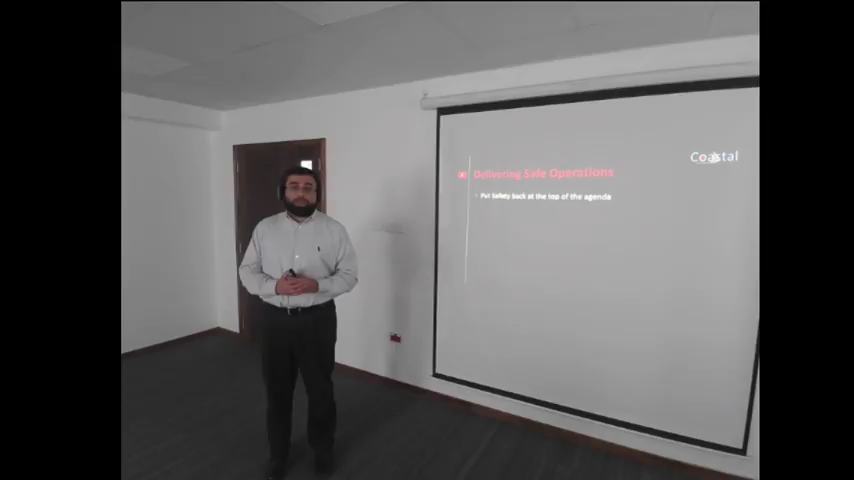 Coastal
Delivering Safe Operations
Put Safety back at the top of the agenda